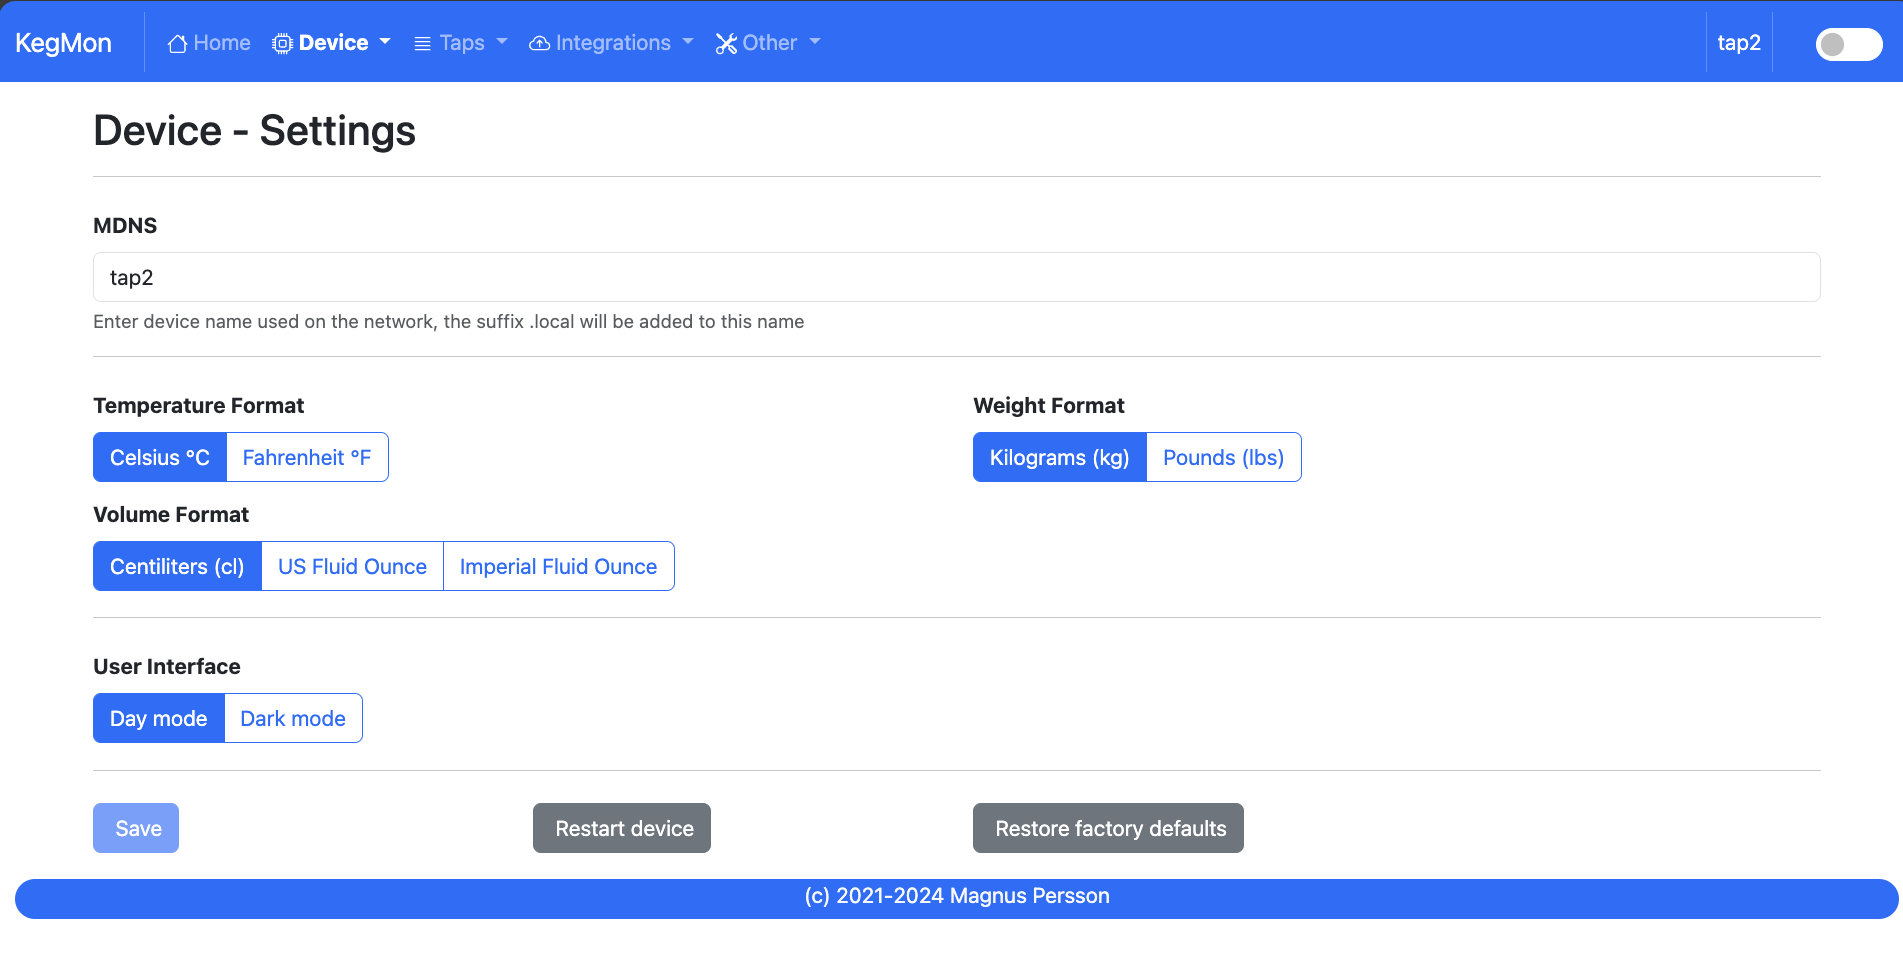 KegMon Home Device Taps Integrations Other tap2
Device - Settings
MDNS
tap2
Enter device name used on the network, the suffix .local will be added to this name
Temperature Format Weight Format
Celsius °C Fahrenheit °F Kilograms (kg) Pounds (lbs)
Volume Format
Centiliters (cl) US Fluid Ounce Imperial Fluid Ounce
User Interface
Day mode Dark mode
Save Restart device Restore factory defaults
(c) 2021-2024 Magnus Persson